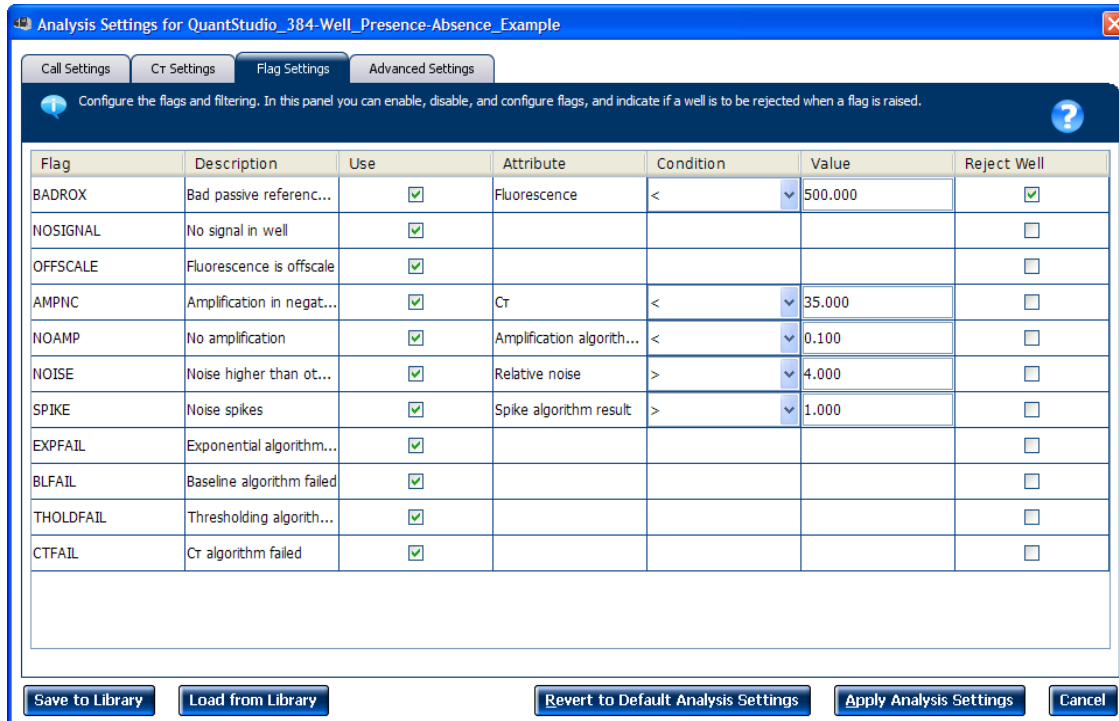 Analysis Settings for QuantStudio_384-Well_Presence-Absence_Example
Call Settings Cᴛ Settings Flag Settings Advanced Settings
Configure the flags and filtering. In this panel you can enable, disable, and configure flags, and indicate if a well is to be rejected when a flag is raised.
Flag Description Use Attribute Condition Value Reject Well
BADROX Bad passive referenc... Fluorescence < 500.000
NOSIGNAL No signal in well
OFFSCALE Fluorescence is offscale
AMPNC Amplification in negat... Cᴛ < 35.000
NOAMP No amplification Amplification algorith... < 0.100
NOISE Noise higher than ot... Relative noise > 4.000
SPIKE Noise spikes Spike algorithm result > 1.000
EXPFAIL Exponential algorithm...
BLFAIL Baseline algorithm failed
THOLDFAIL Thresholding algorith...
CTFAIL Cᴛ algorithm failed
Save to Library Load from Library Revert to Default Analysis Settings Apply Analysis Settings Cancel